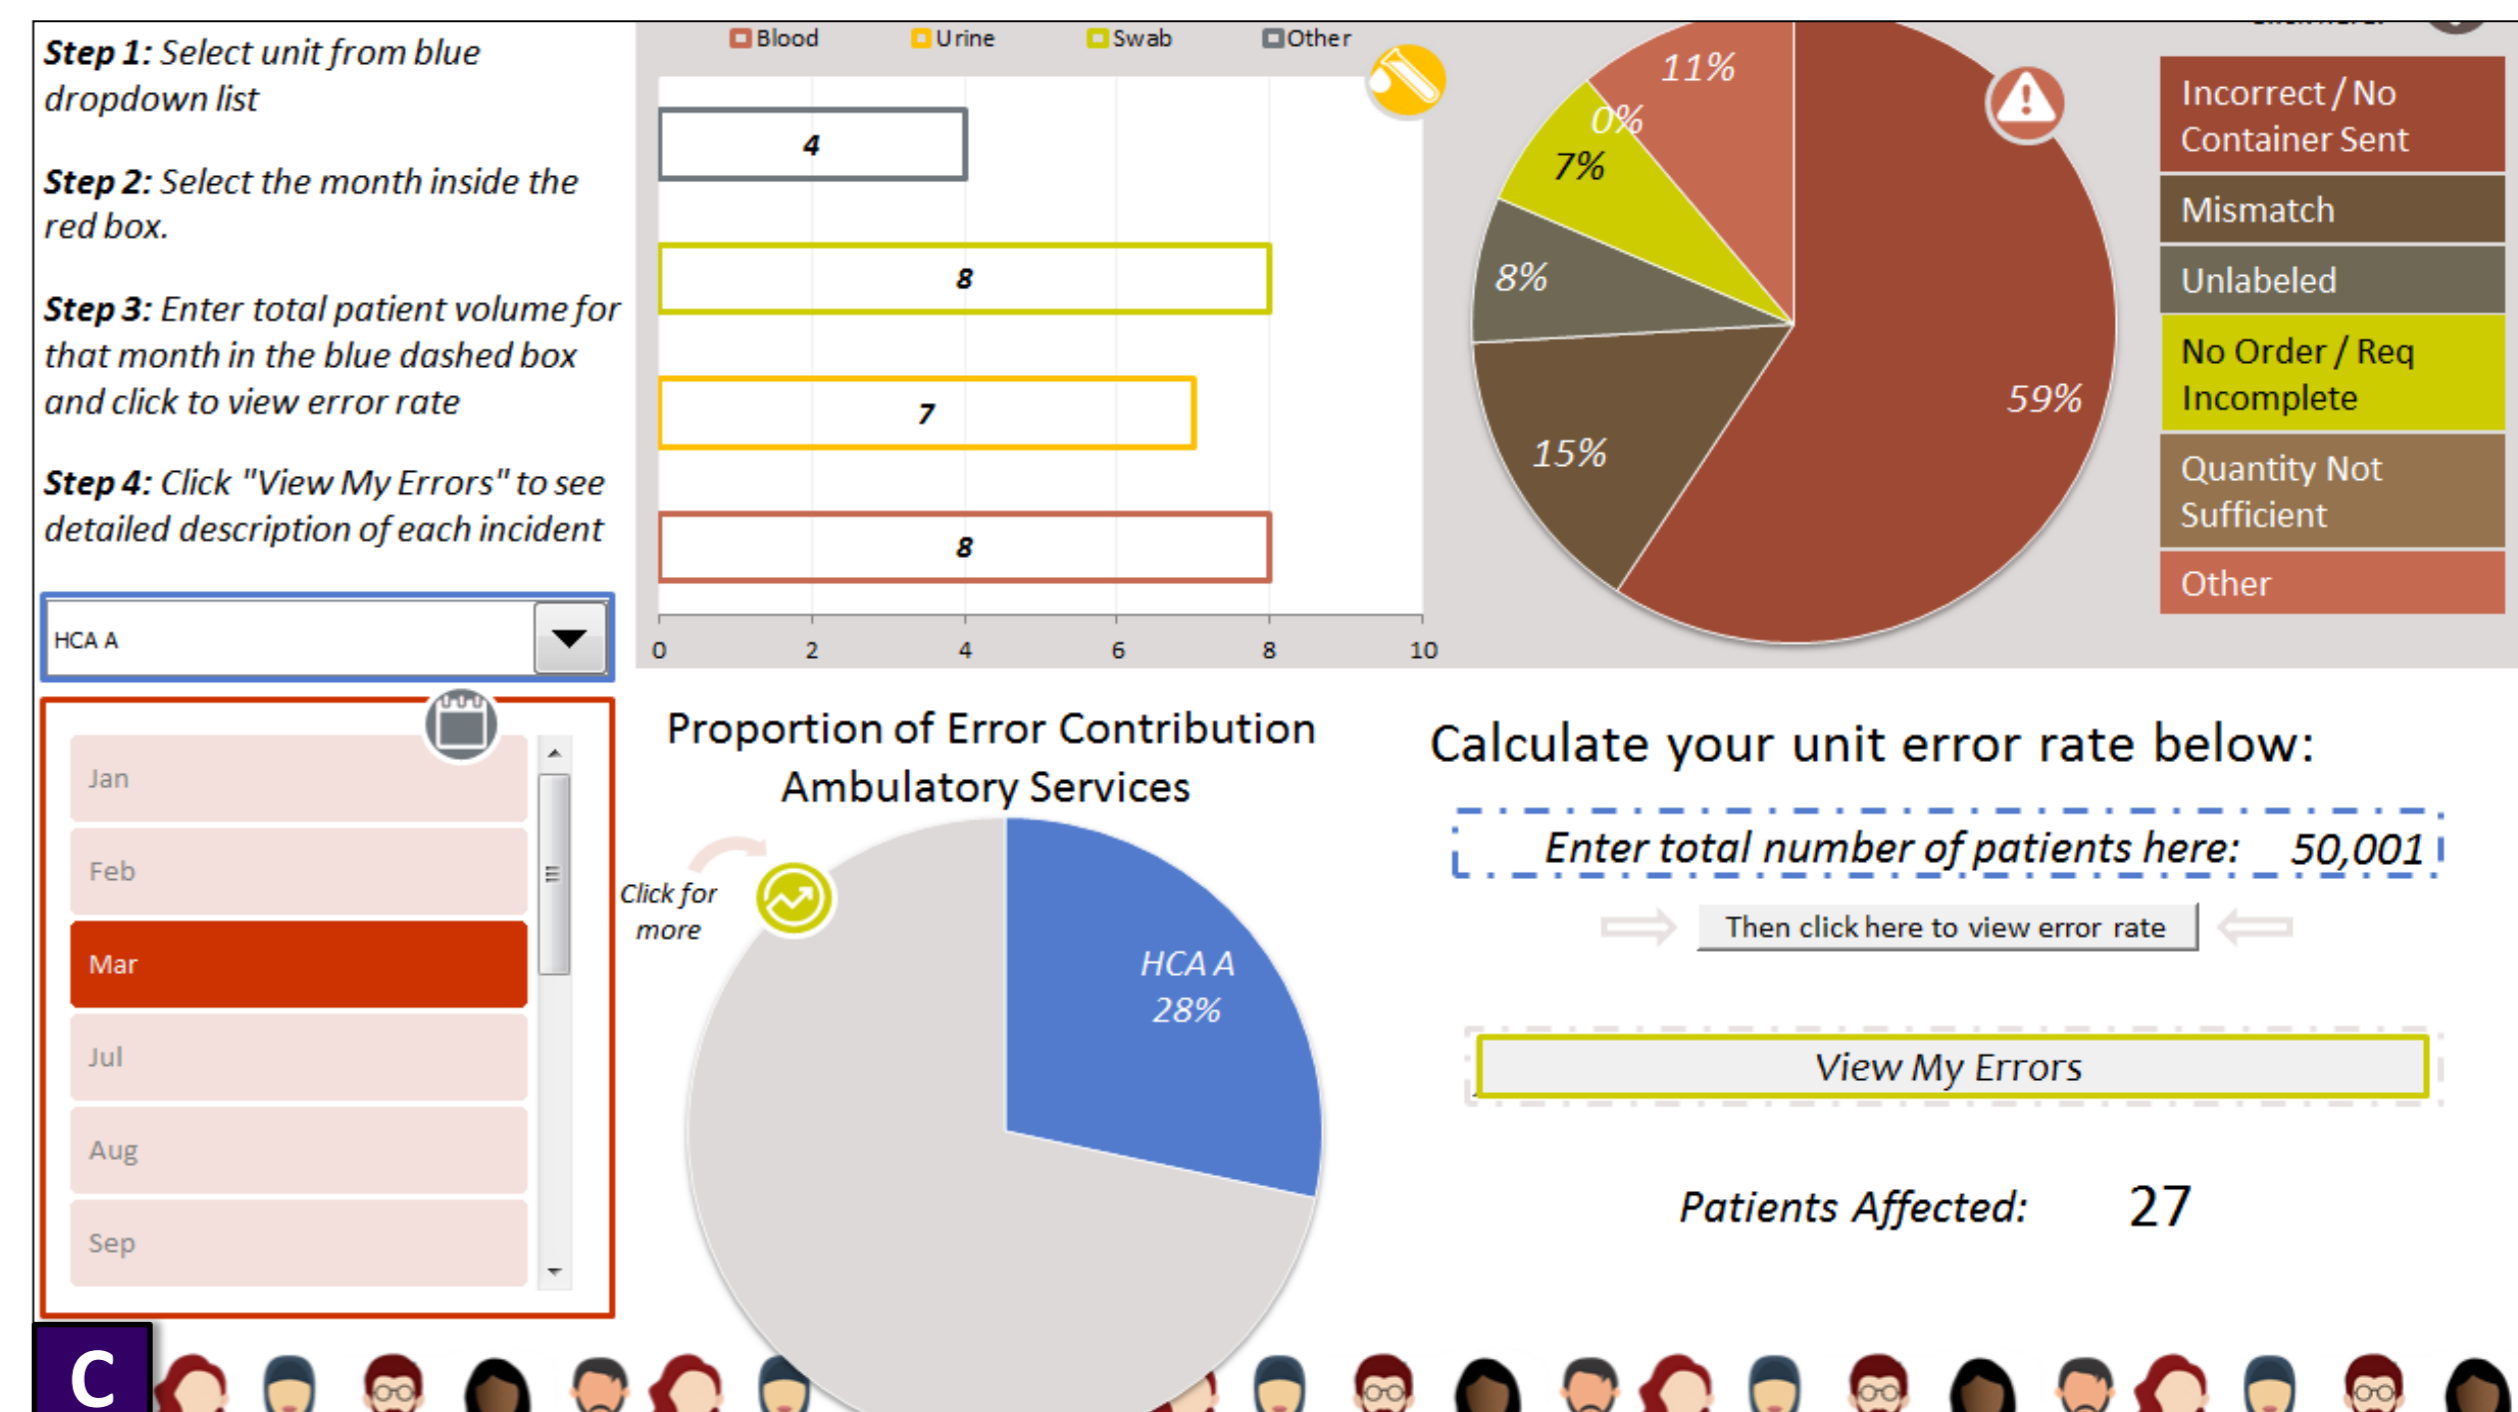 Step 1: Select unit from blue
dropdown list
Step 2: Select the month inside the
red box.
Step 3: Enter total patient volume for
that month in the blue dashed box
and click to view error rate
Step 4: Click "View My Errors" to see
detailed description of each incident
HCA A
Jan
Feb
Mar
Jul
Aug
Sep
C
Blood
Urine
Swab
Other
4
8
7
8
0
2
4
6
8
10
11%
0%
7%
8%
15%
59%
Incorrect / No
Container Sent
Mismatch
Unlabeled
No Order / Req
Incomplete
Quantity Not
Sufficient
Other
Proportion of Error Contribution
Ambulatory Services
Click for
more
HCA A
28%
Calculate your unit error rate below:
Enter total number of patients here: 50,001
Then click here to view error rate
View My Errors
Patients Affected: 27